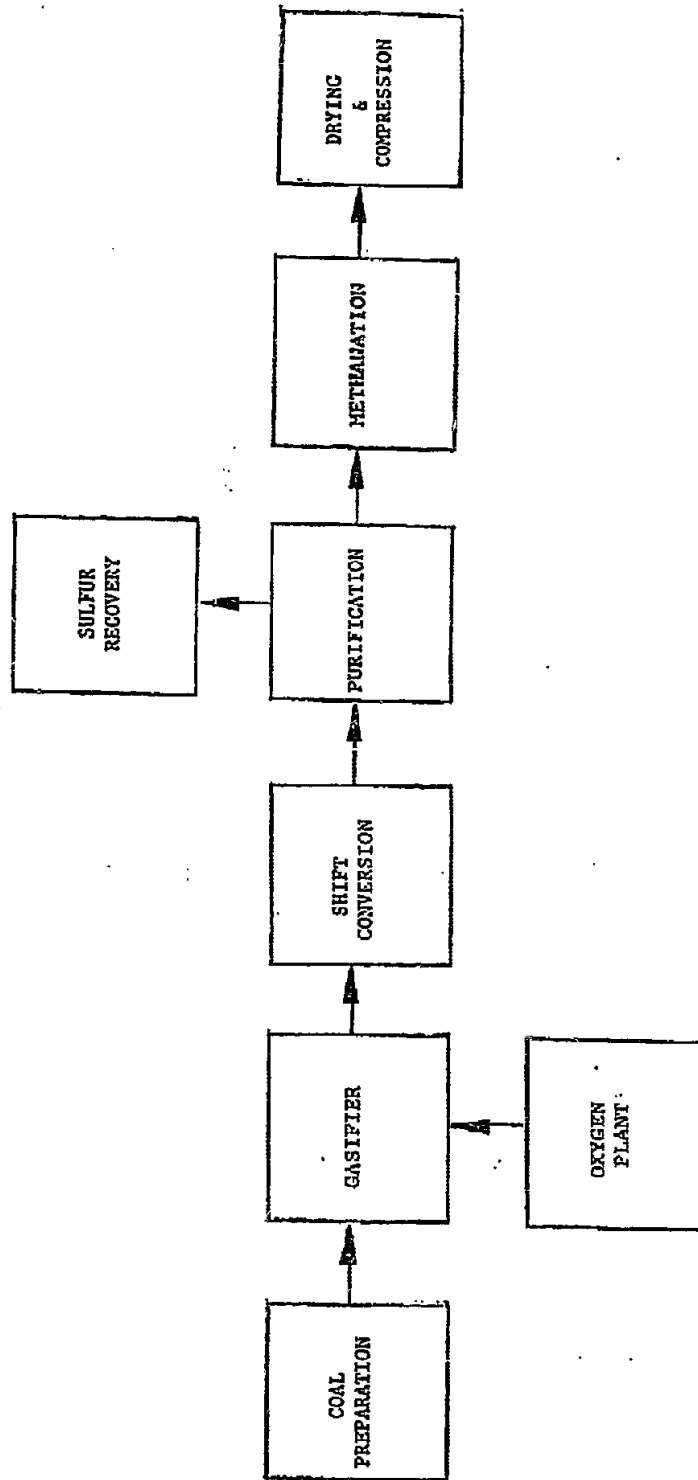 COAL
PREPARATION
GASIFIER
OXYGEN
PLANT
SHIFT
CONVERSION
PURIFICATION
SULFUR
RECOVERY
METHANATION
DRYING
&
COMPRESSION